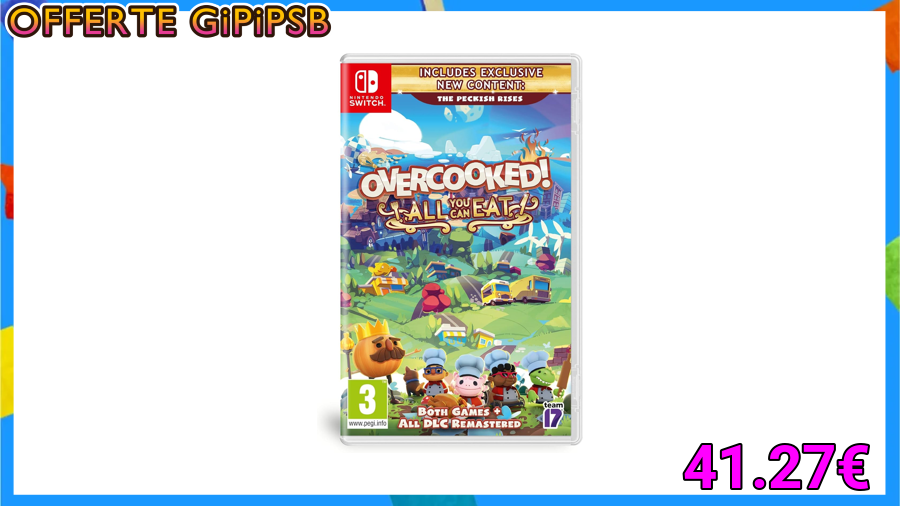 OFFERTE GiPiPSB
INCLUDES EXCLUSIVE
NEW CONTENT:
THE PECKISH RISES
NINTENDO
SWITCH.
OVERCOOKED!
ALL YOU CAN EAT
3
www.pegi.info
BOTH GAMES +
ALL DLC REMASTERED
team
17
41.27€